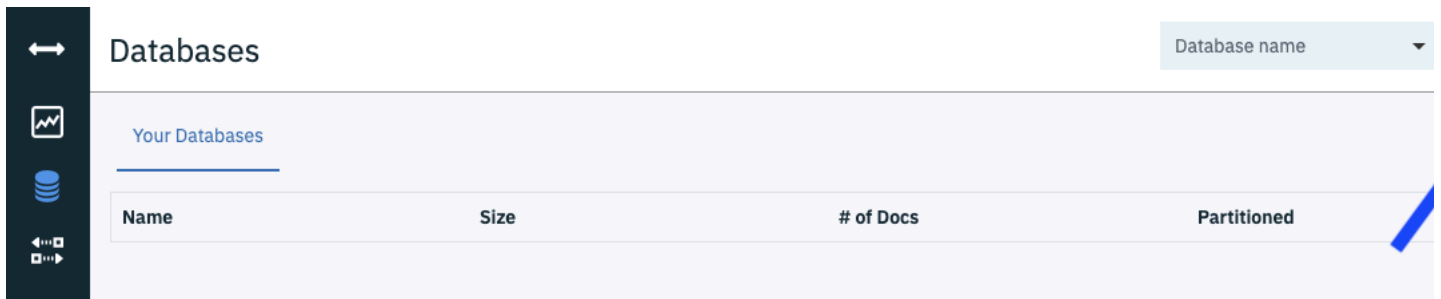 Databases
Database name
Your Databases
Name Size # of Docs Partitioned